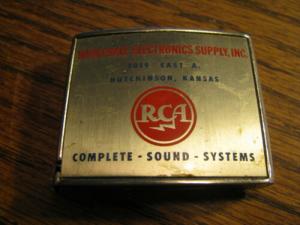 ELECTRONICS SUPPLY, INC.
EAST A.
HUTCHINSON, KANSAS
RCA
COMPLETE - SOUND - SYSTEMS